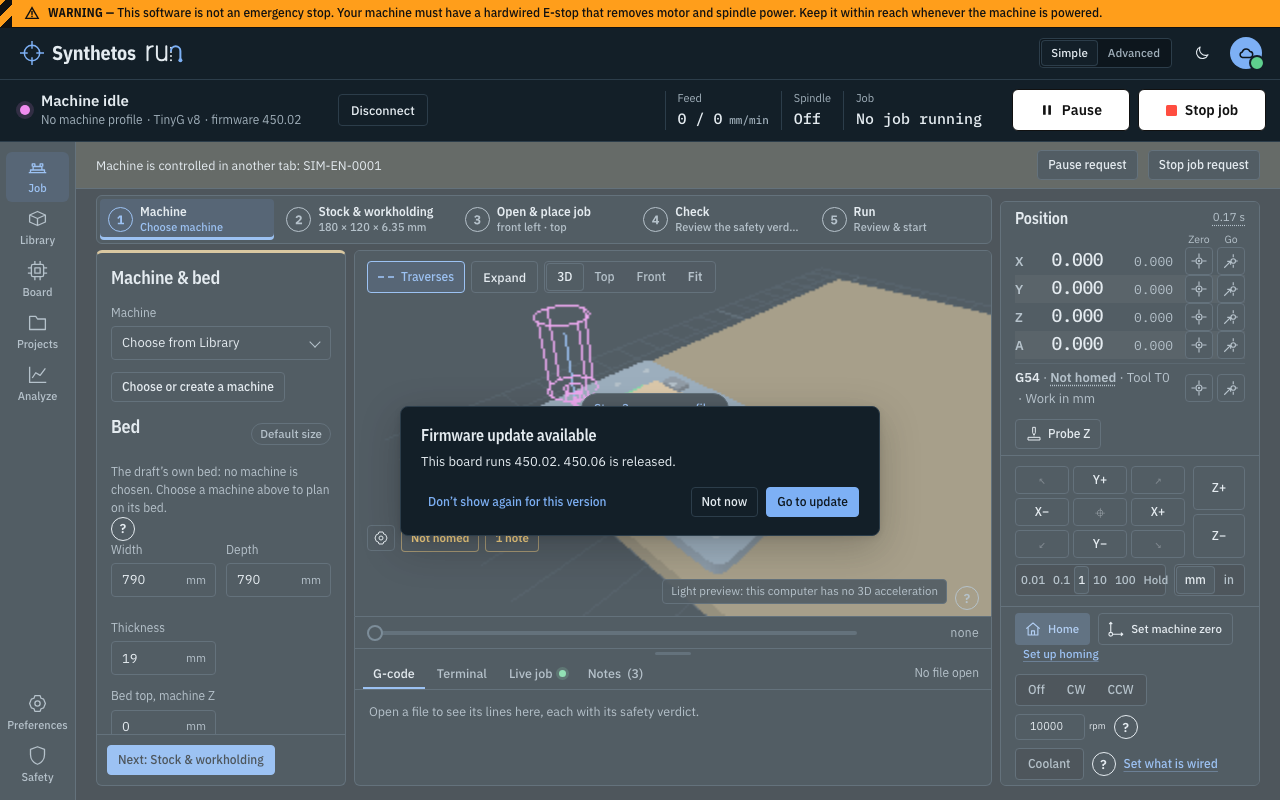 WARNING — This software is not an emergency stop. Your machine must have a hardwired E-stop that removes motor and spindle power. Keep it within reach whenever the machine is powered.
Synthetos run
Simple Advanced
Machine idle
No machine profile · TinyG v8 · firmware 450.02
Disconnect
Feed
0 / 0 mm/min
Spindle
Off
Job
No job running
Pause
Stop job
Machine is controlled in another tab: SIM-EN-0001
Pause request
Stop job request
Job
Library
Board
Projects
Analyze
Preferences
Safety
1 Machine
Choose machine
2 Stock & workholding
180 × 120 × 6.35 mm
3 Open & place job
front left · top
4 Check
Review the safety verd...
5 Run
Review & start
Machine & bed
Machine
Choose from Library
Choose or create a machine
Bed
Default size
The draft's own bed: no machine is
chosen. Choose a machine above to plan
on its bed.
?
Width Depth
790 mm 790 mm
Thickness
19 mm
Bed top, machine Z
0 mm
Next: Stock & workholding
Traverses
Expand
3D Top Front Fit
Firmware update available
This board runs 450.02. 450.06 is released.
Don't show again for this version
Not now
Go to update
Not homed
1 note
Light preview: this computer has no 3D acceleration
?
none
G-code Terminal Live job Notes (3)
No file open
Open a file to see its lines here, each with its safety verdict.
Position 0.17 s
Zero Go
X 0.000 0.000
Y 0.000 0.000
Z 0.000 0.000
A 0.000 0.000
G54 · Not homed · Tool T0
· Work in mm
Probe Z
Y+
Z+
X− X+
Y−
Z−
0.01 0.1 1 10 100 Hold
mm in
Home
Set machine zero
Set up homing
Off CW CCW
10000 rpm ?
Coolant ? Set what is wired